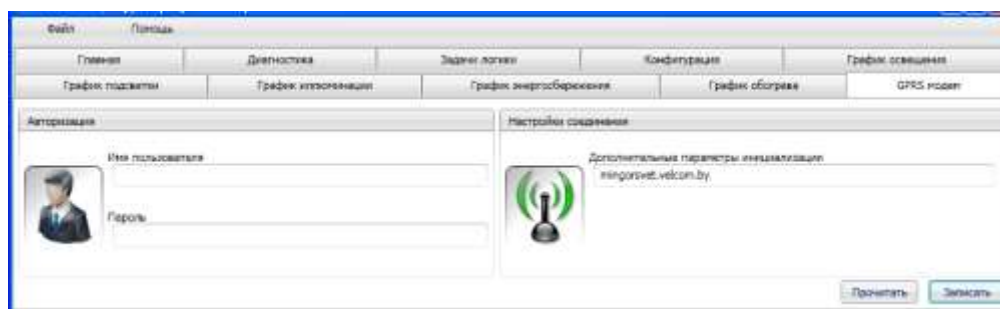 Файл Помощь
Главная Диагностика Задачи логики Конфигурация График освещения
График подсветки График иллюминации График энергосбережения График обогрева GPRS модем
Авторизация Настройки соединения
Имя пользователя Дополнительные параметры инициализации
mingorsvet.velcom.by
Пароль
Прочитать Записать